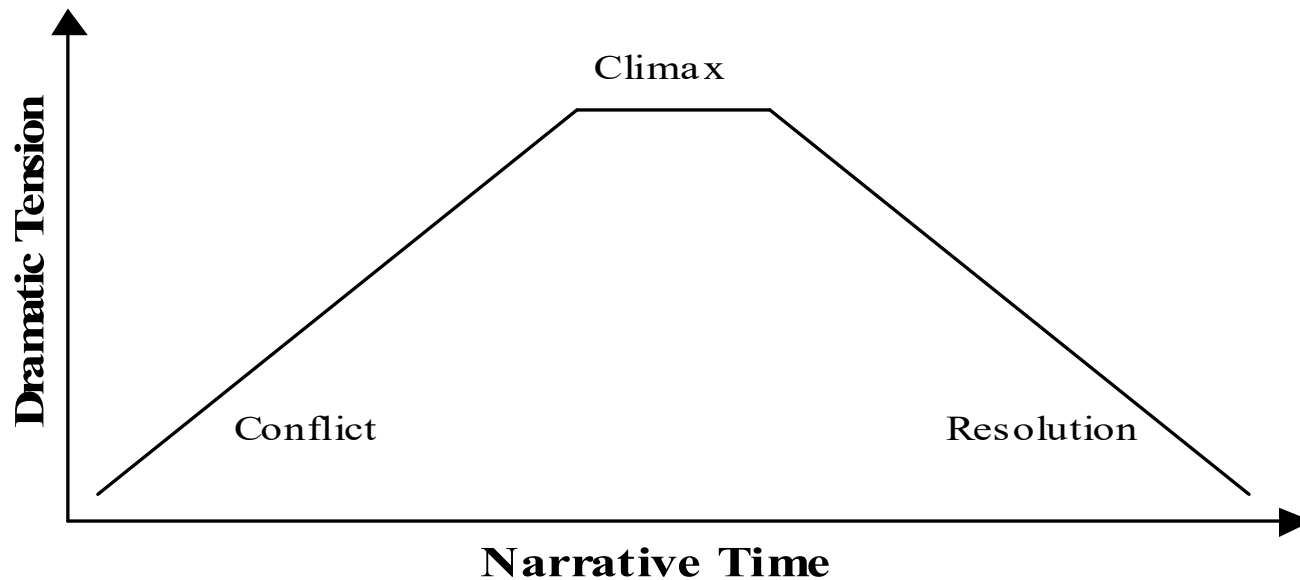 Climax
Dramatic Tension
Conflict
Resolution
Narrative Time